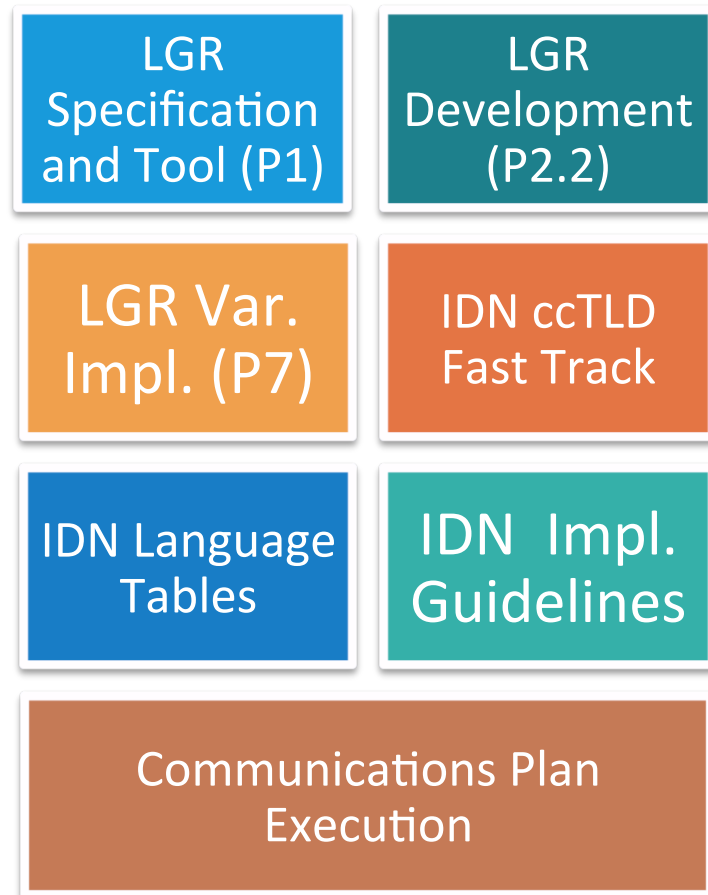 LGR
Specification
and Tool (P1)
LGR
Development
(P2.2)
LGR Var.
Impl. (P7)
IDN ccTLD
Fast Track
IDN Language
Tables
IDN  Impl.
Guidelines
Communications Plan
Execution